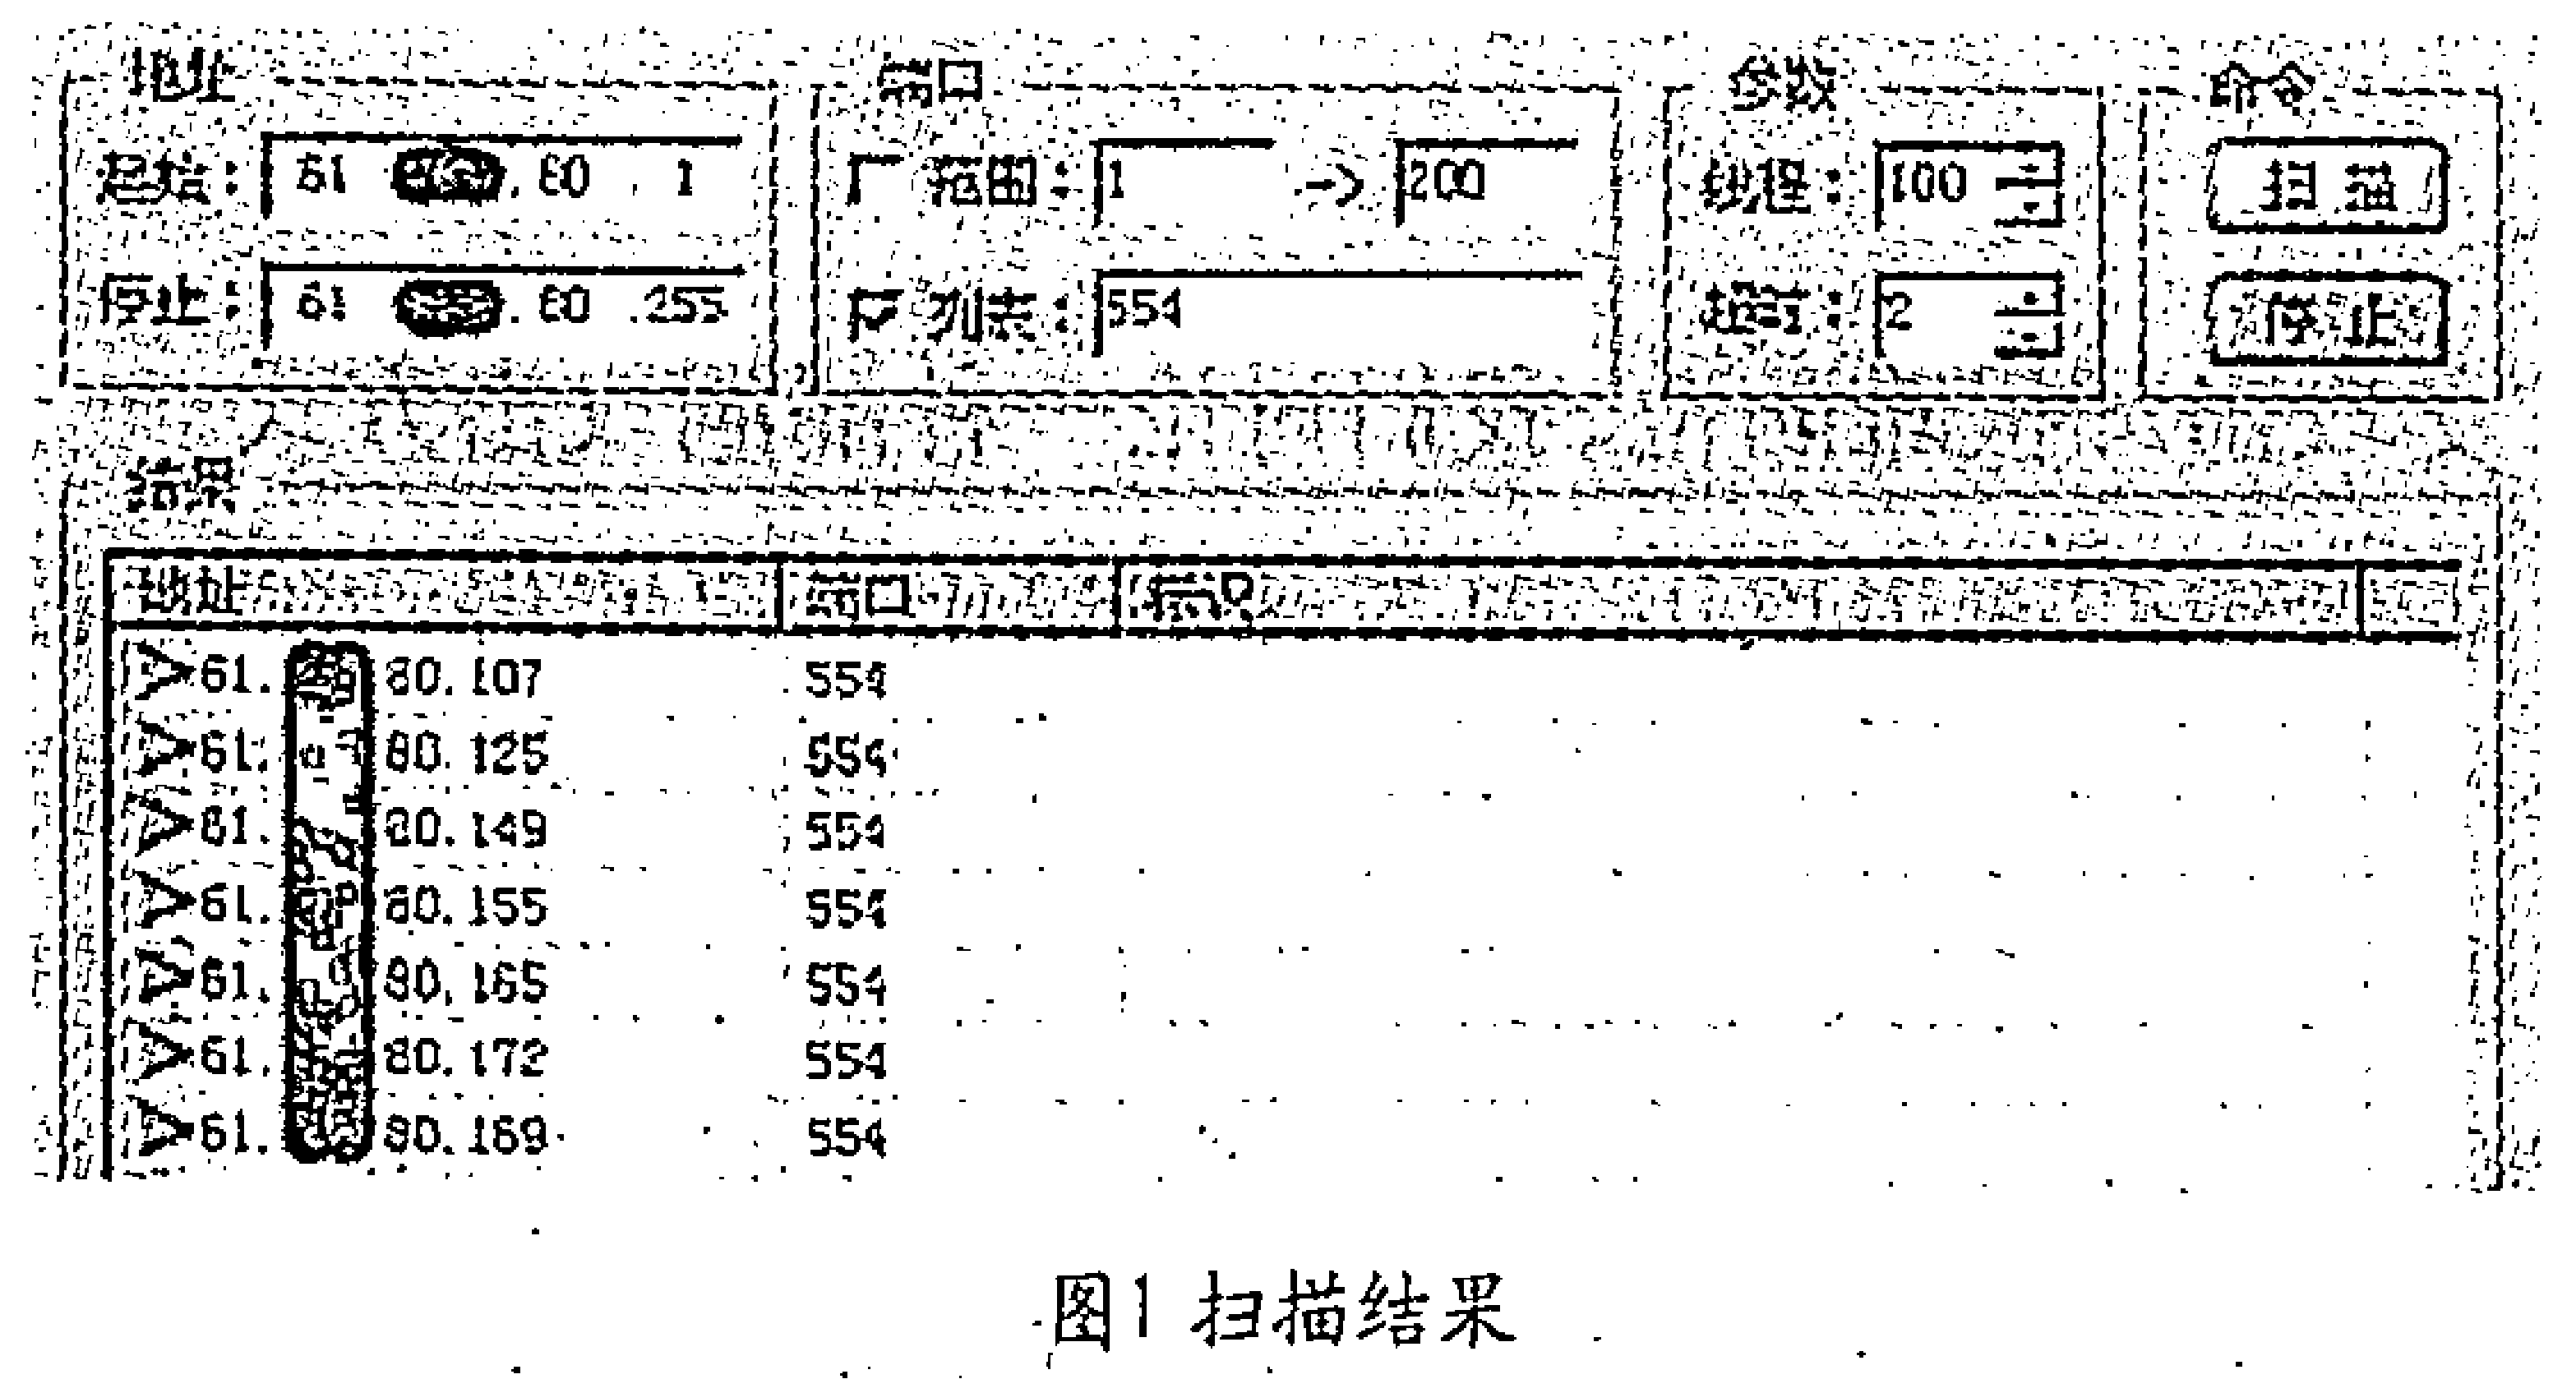 地址 端口 参数 命令
起始： 61 . 80 . 1 范围：1 -> 200 线程：100 扫描
停止： 61 . 80 .255 列表：554 超时：2 停止
结果
地址 端口 标识
61. 80.107 554
61. 80.125 554
61. 80.149 554
61. 80.155 554
61. 80.165 554
61. 80.172 554
61. 80.169 554
图1 扫描结果